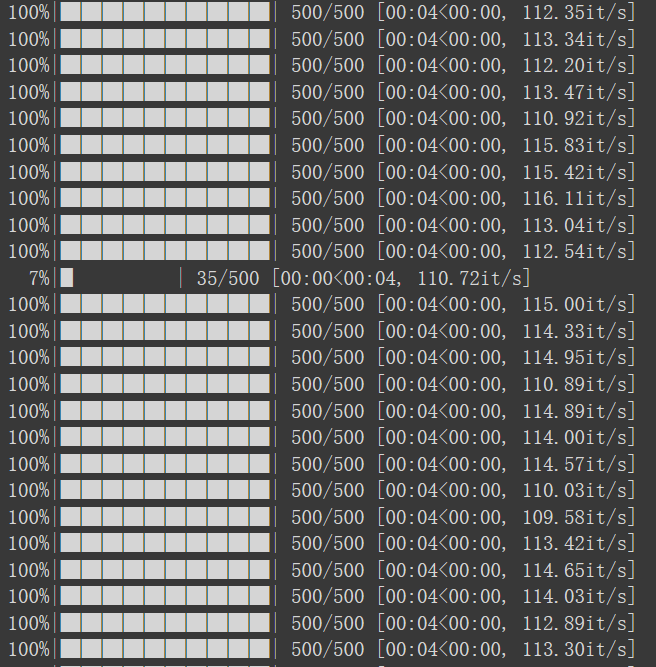 100%|██████████| 500/500 [00:04<00:00, 112.35it/s]
100%|██████████| 500/500 [00:04<00:00, 113.34it/s]
100%|██████████| 500/500 [00:04<00:00, 112.20it/s]
100%|██████████| 500/500 [00:04<00:00, 113.47it/s]
100%|██████████| 500/500 [00:04<00:00, 110.92it/s]
100%|██████████| 500/500 [00:04<00:00, 115.83it/s]
100%|██████████| 500/500 [00:04<00:00, 115.42it/s]
100%|██████████| 500/500 [00:04<00:00, 116.11it/s]
100%|██████████| 500/500 [00:04<00:00, 113.04it/s]
100%|██████████| 500/500 [00:04<00:00, 112.54it/s]
7%|▋         | 35/500 [00:00<00:04, 110.72it/s]
100%|██████████| 500/500 [00:04<00:00, 115.00it/s]
100%|██████████| 500/500 [00:04<00:00, 114.33it/s]
100%|██████████| 500/500 [00:04<00:00, 114.95it/s]
100%|██████████| 500/500 [00:04<00:00, 110.89it/s]
100%|██████████| 500/500 [00:04<00:00, 114.89it/s]
100%|██████████| 500/500 [00:04<00:00, 114.00it/s]
100%|██████████| 500/500 [00:04<00:00, 114.57it/s]
100%|██████████| 500/500 [00:04<00:00, 110.03it/s]
100%|██████████| 500/500 [00:04<00:00, 109.58it/s]
100%|██████████| 500/500 [00:04<00:00, 113.42it/s]
100%|██████████| 500/500 [00:04<00:00, 114.65it/s]
100%|██████████| 500/500 [00:04<00:00, 114.03it/s]
100%|██████████| 500/500 [00:04<00:00, 112.89it/s]
100%|██████████| 500/500 [00:04<00:00, 113.30it/s]